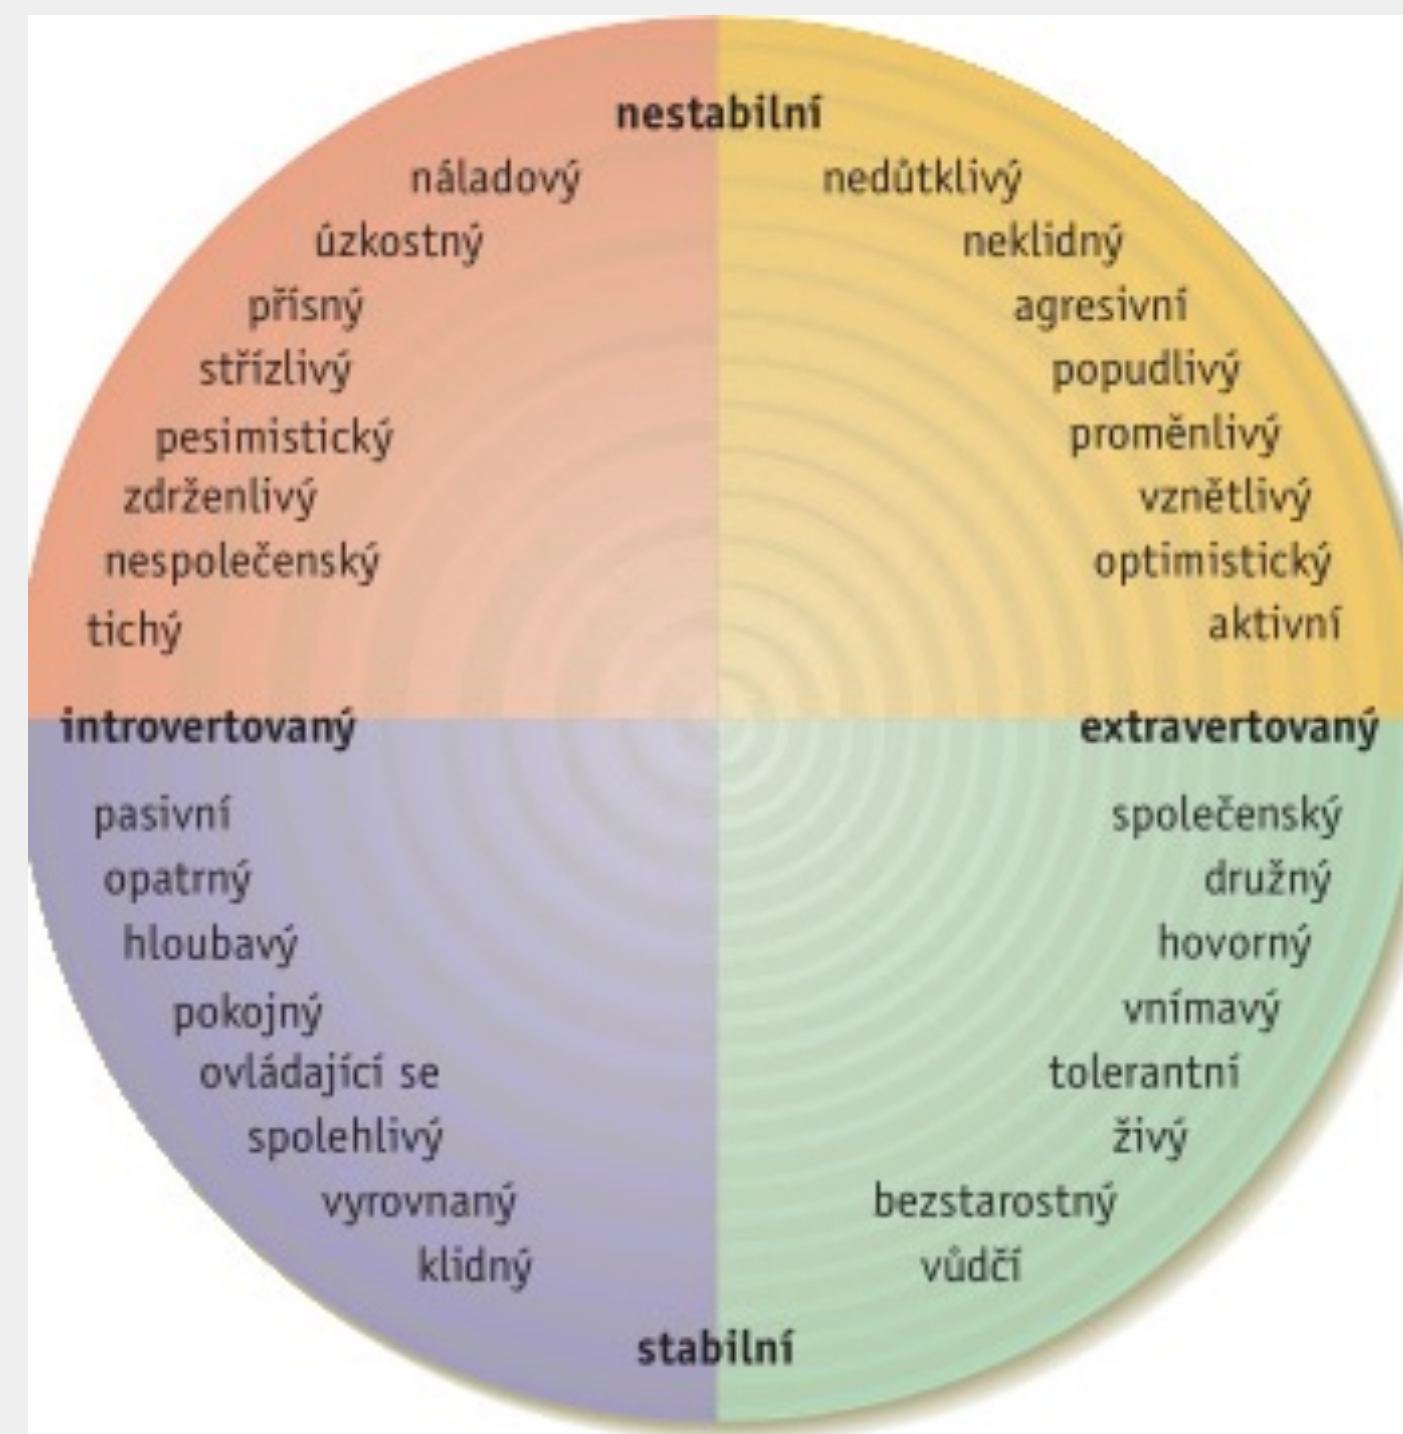 nestabilní
náladový
nedůtklivý
úzkostný
neklidný
přísný
agresivní
střízlivý
popudlivý
pesimistický
proměnlivý
zdrženlivý
vznětlivý
nespolečenský
optimistický
tichý
aktivní
introvertovaný
extravertovaný
pasivní
společenský
opatrný
družný
hloubavý
hovorný
pokojný
vnímavý
ovládající se
tolerantní
spolehlivý
živý
vyrovnaný
bezstarostný
klidný
vůdčí
stabilní